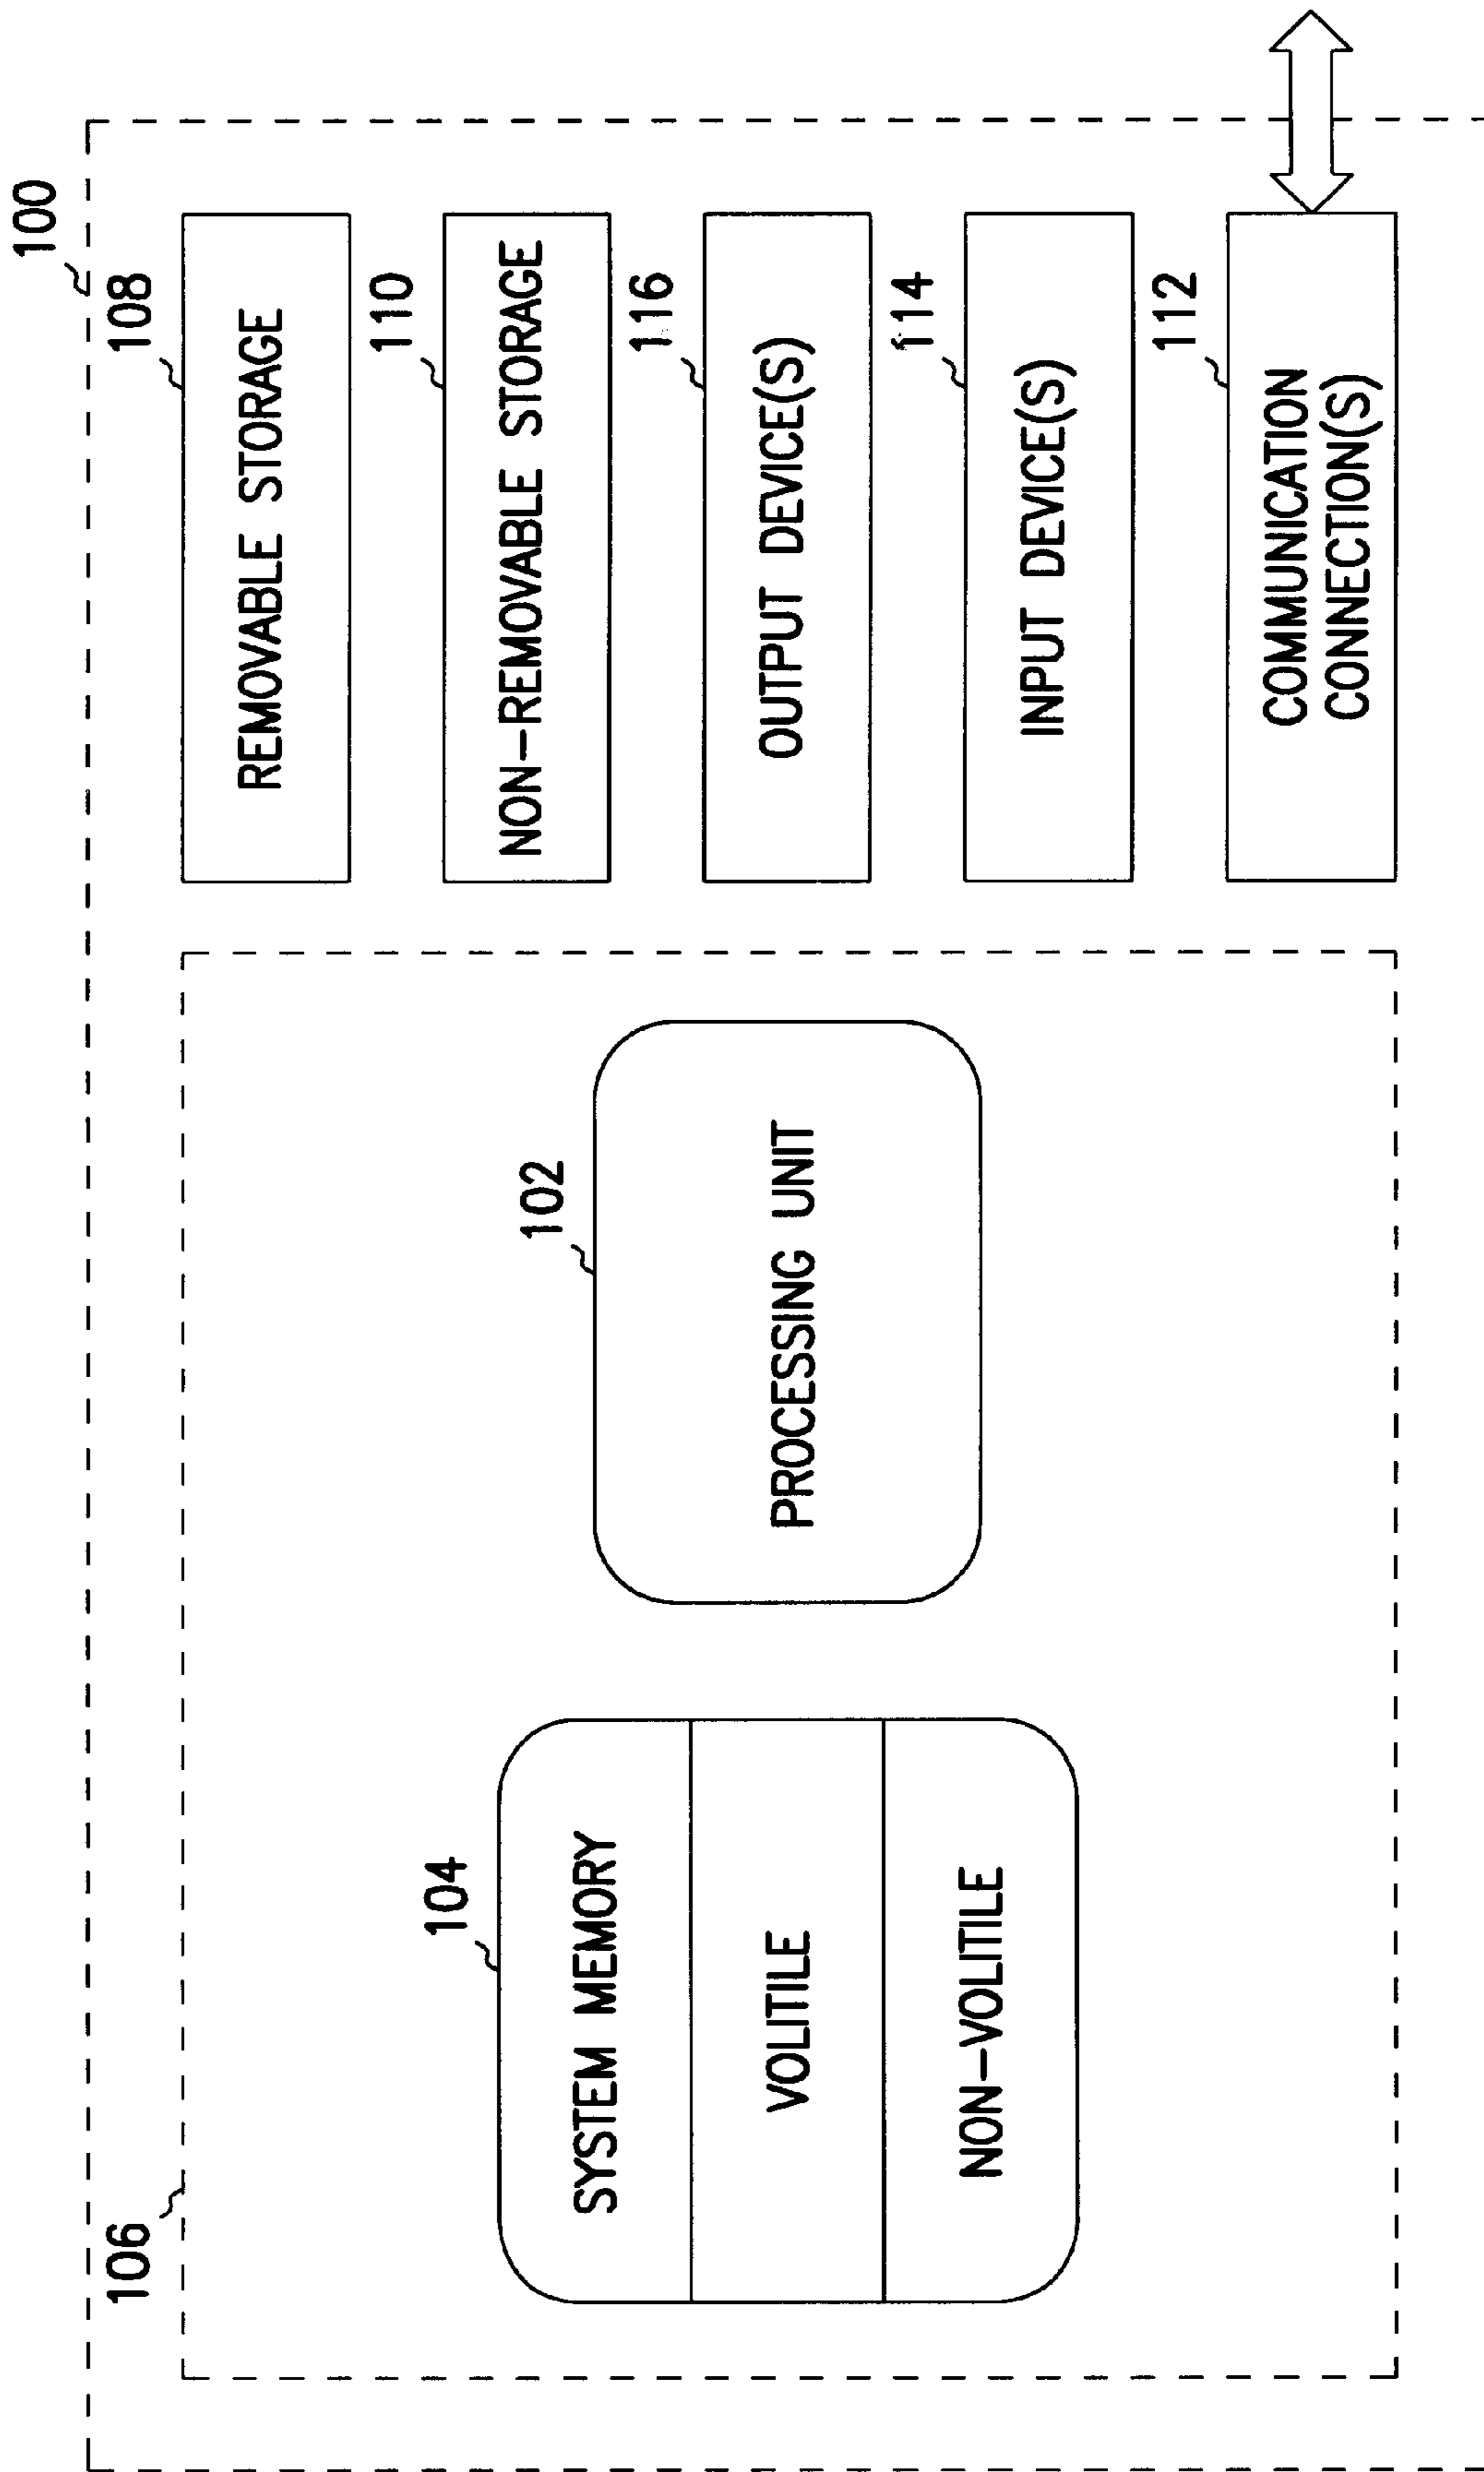 100
106
104
SYSTEM MEMORY
VOLITILE
NON-VOLITILE
102
PROCESSING UNIT
108
REMOVABLE STORAGE
110
NON-REMOVABLE STORAGE
116
OUTPUT DEVICE(S)
114
INPUT DEVICE(S)
112
COMMUNICATION
CONNECTION(S)